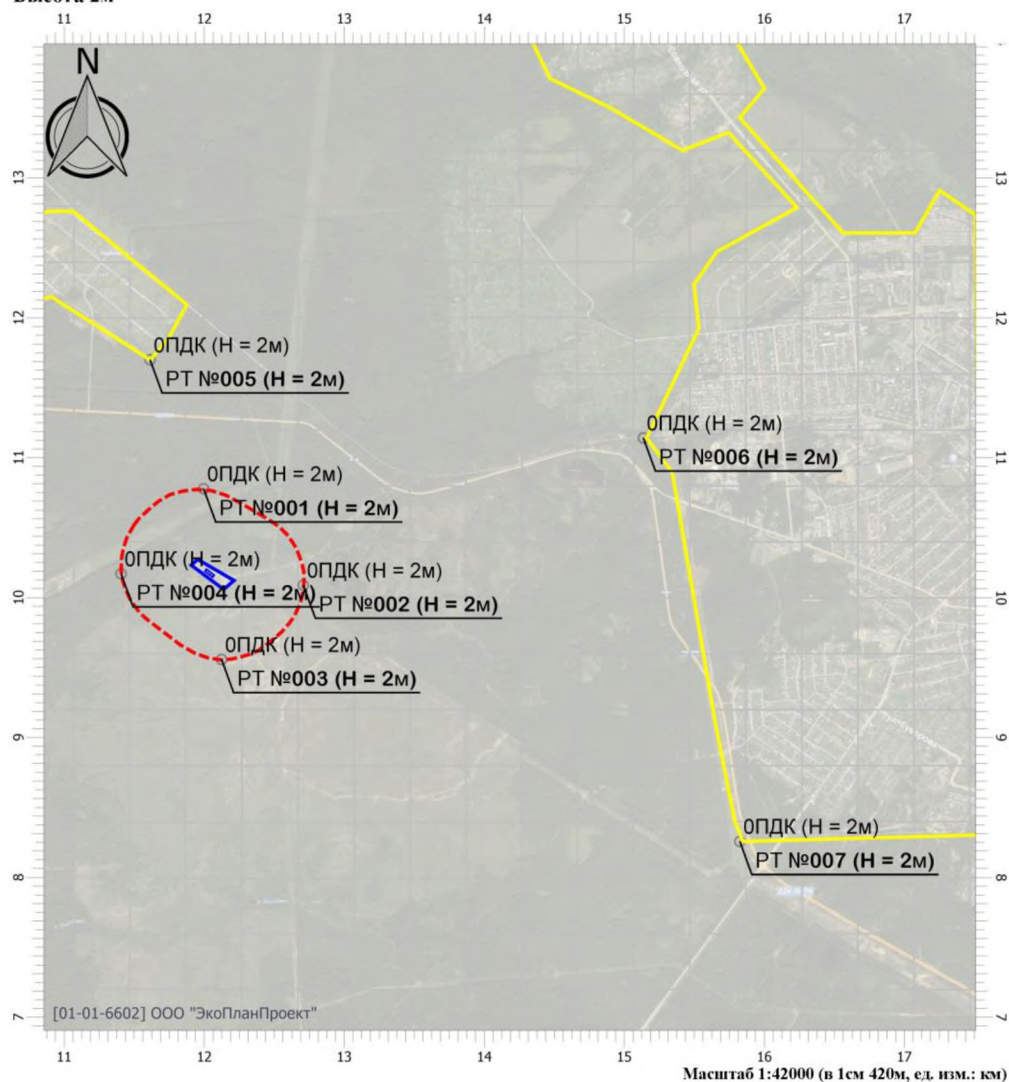 11 12 13 14 15 16 17
N
13 13
12 12
0ПДК (Н = 2м)
РТ №005 (Н = 2м)
0ПДК (Н = 2м)
РТ №006 (Н = 2м)
11 11
0ПДК (Н = 2м)
РТ №001 (Н = 2м)
0ПДК (Н = 2м)
РТ №004 (Н = 2м)
0ПДК (Н = 2м)
РТ №002 (Н = 2м)
10 10
0ПДК (Н = 2м)
РТ №003 (Н = 2м)
9 9
0ПДК (Н = 2м)
РТ №007 (Н = 2м)
8 8
[01-01-6602] ООО "ЭкоПланПроект"
7 7
11 12 13 14 15 16 17
Масштаб 1:42000 (в 1см 420м, ед. изм.: км)